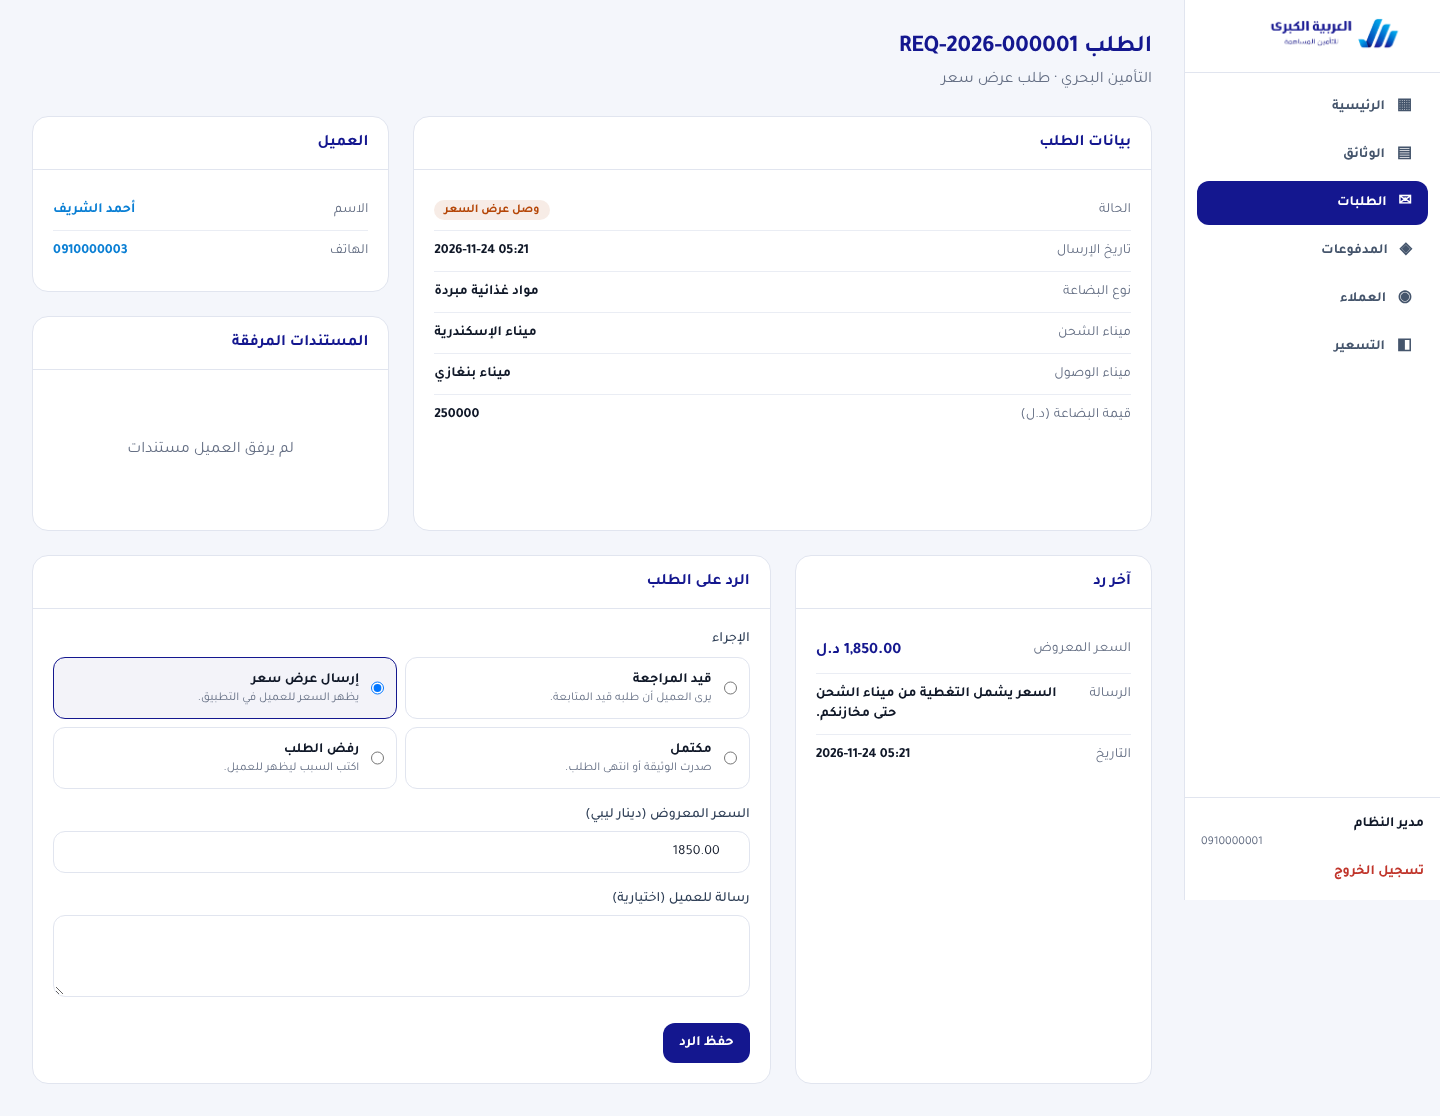 العربية الكبرى
للتأمين المساهمة
الرئيسية
الوثائق
الطلبات
المدفوعات
العملاء
التسعير
مدير النظام
0910000001
تسجيل الخروج
الطلب REQ-2026-000001
التأمين البحري · طلب عرض سعر
بيانات الطلب
الحالة وصل عرض السعر
تاريخ الإرسال 2026-11-24 05:21
نوع البضاعة مواد غذائية مبردة
ميناء الشحن ميناء الإسكندرية
ميناء الوصول ميناء بنغازي
قيمة البضاعة (د.ل) 250000
العميل
الاسم أحمد الشريف
الهاتف 0910000003
المستندات المرفقة
لم يرفق العميل مستندات
آخر رد
السعر المعروض 1,850.00 د.ل
الرسالة السعر يشمل التغطية من ميناء الشحن
حتى مخازنكم.
التاريخ 2026-11-24 05:21
الرد على الطلب
الإجراء
قيد المراجعة
يرى العميل أن طلبه قيد المتابعة.
إرسال عرض سعر
يظهر السعر للعميل في التطبيق.
مكتمل
صدرت الوثيقة أو انتهى الطلب.
رفض الطلب
اكتب السبب ليظهر للعميل.
السعر المعروض (دينار ليبي)
1850.00
رسالة للعميل (اختيارية)
حفظ الرد